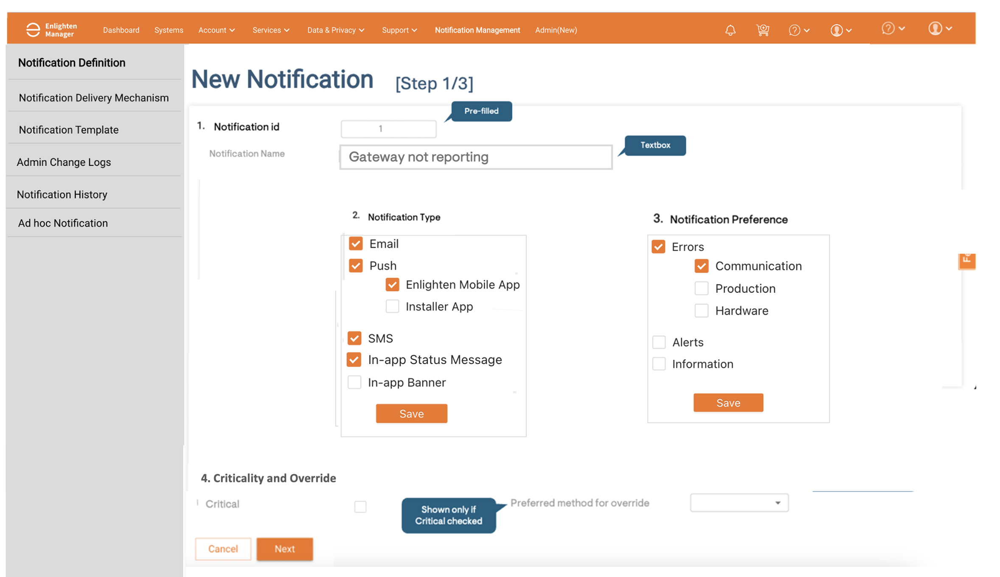 Enlighten
Manager
Dashboard
Systems
Account
Services
Data & Privacy
Support
Notification Management
Admin(New)
Notification Definition
Notification Delivery Mechanism
Notification Template
Admin Change Logs
Notification History
Ad hoc Notification
New Notification [Step 1/3]
Pre-filled
1. Notification id
1
Textbox
Notification Name
Gateway not reporting
2. Notification Type
Email
Push
Enlighten Mobile App
Installer App
SMS
In-app Status Message
In-app Banner
Save
3. Notification Preference
Errors
Communication
Production
Hardware
Alerts
Information
Save
4. Criticality and Override
Critical
Shown only if
Critical checked
Preferred method for override
Cancel
Next